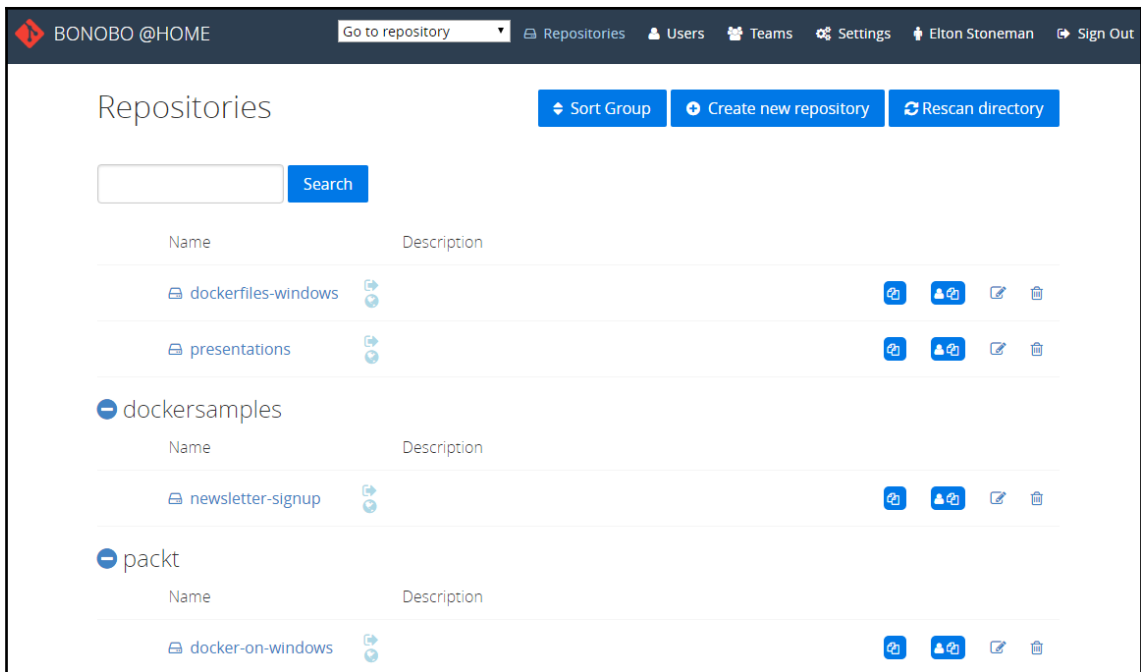 BONOBO @HOME Go to repository Repositories Users Teams Settings Elton Stoneman Sign Out
Repositories Sort Group Create new repository Rescan directory
Search
Name Description
dockerfiles-windows
presentations
dockersamples
Name Description
newsletter-signup
packt
Name Description
docker-on-windows